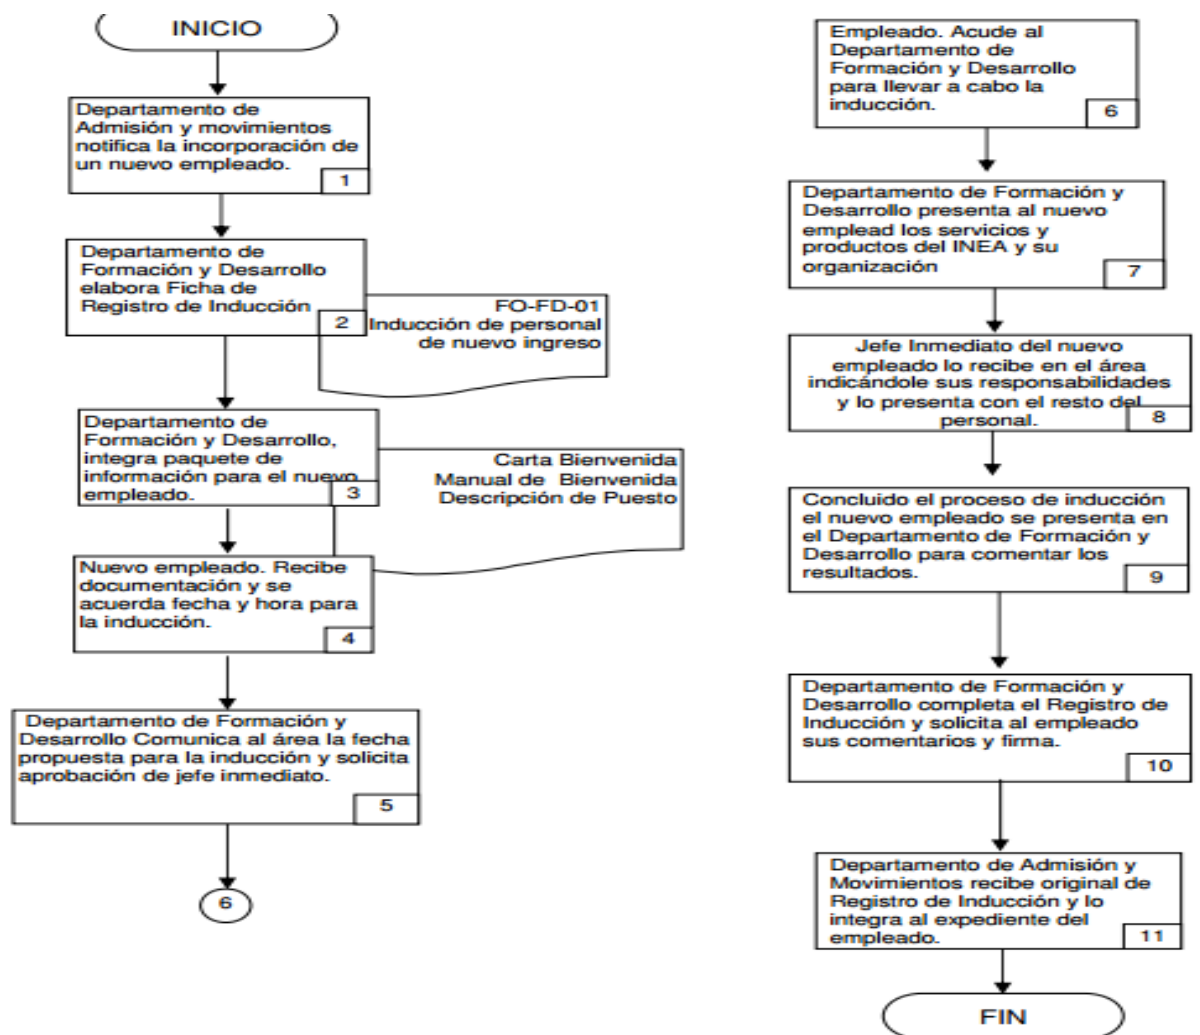 INICIO
Departamento de
Admisión y movimientos
notifica la incorporación de
un nuevo empleado.
1
Departamento de
Formación y Desarrollo
elabora Ficha de
Registro de Inducción
2
FO-FD-01
Inducción de personal
de nuevo ingreso
Departamento de
Formación y Desarrollo,
integra paquete de
información para el nuevo
empleado.
3
Carta Bienvenida
Manual de Bienvenida
Descripción de Puesto
Nuevo empleado. Recibe
documentación y se
acuerda fecha y hora para
la inducción.
4
Departamento de Formación y
Desarrollo Comunica al área la fecha
propuesta para la inducción y solicita
aprobación de jefe inmediato.
5
6
Empleado. Acude al
Departamento de
Formación y Desarrollo
para llevar a cabo la
inducción.
6
Departamento de Formación y
Desarrollo presenta al nuevo
emplead los servicios y
productos del INEA y su
organización
7
Jefe Inmediato del nuevo
empleado lo recibe en el área
indicándole sus responsabilidades
y lo presenta con el resto del
personal.
8
Concluido el proceso de inducción
el nuevo empleado se presenta en
el Departamento de Formación y
Desarrollo para comentar los
resultados.
9
Departamento de Formación y
Desarrollo completa el Registro de
Inducción y solicita al empleado
sus comentarios y firma.
10
Departamento de Admisión y
Movimientos recibe original de
Registro de Inducción y lo
integra al expediente del
empleado.
11
FIN